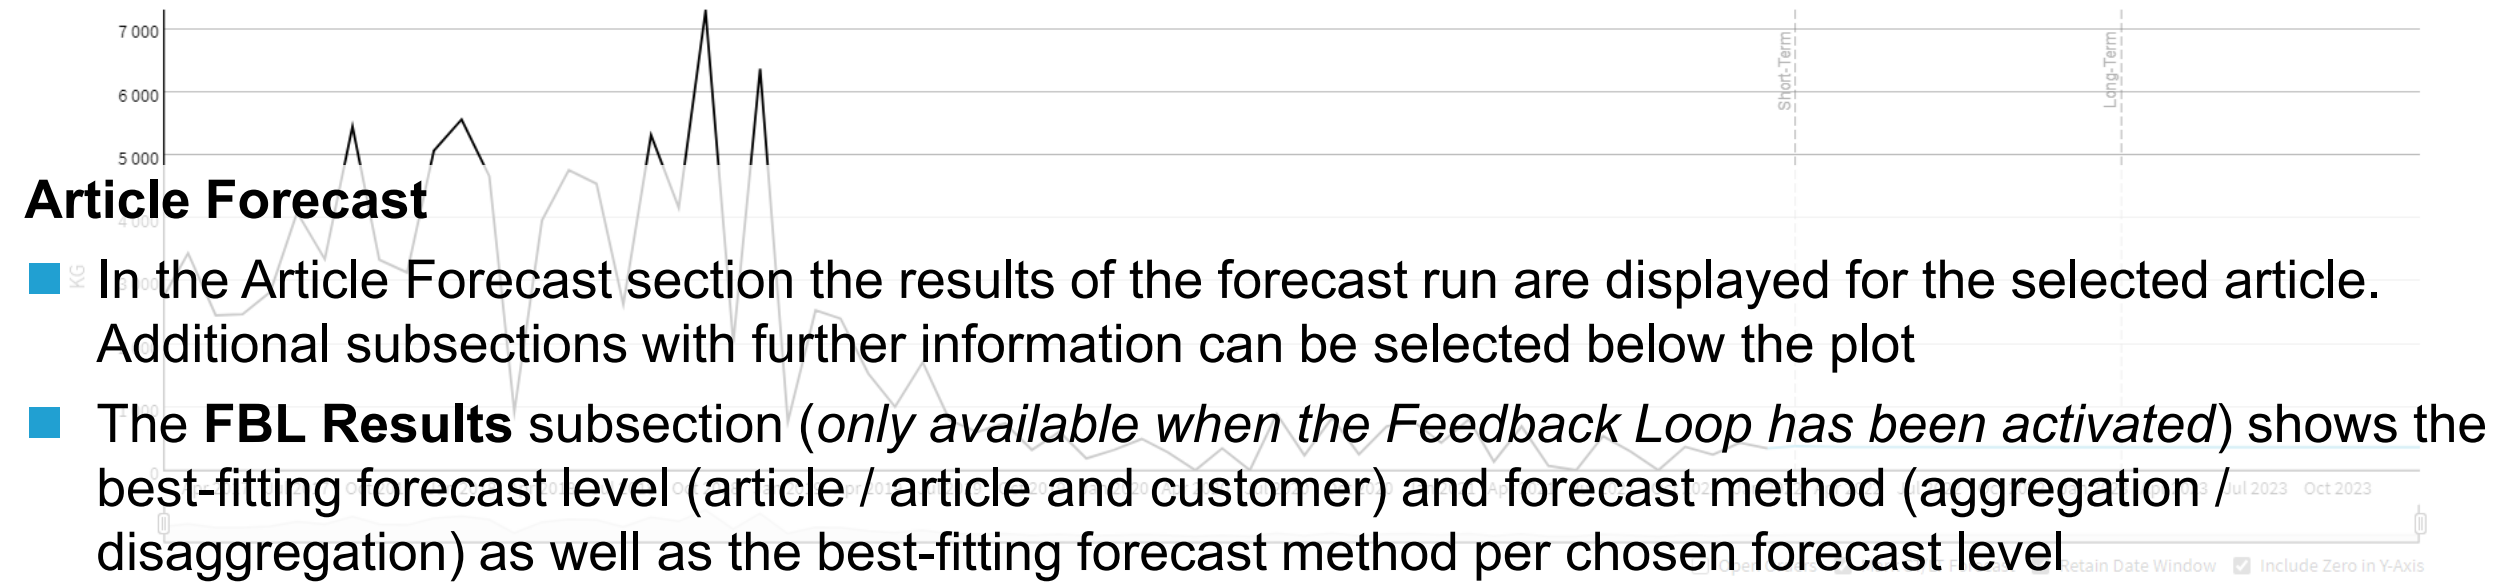 7 000
Short-Term
Long-Term
6 000
5 000
Article Forecast
4 000
KG
In the Article Forecast section the results of the forecast run are displayed for the selected article.
Additional subsections with further information can be selected below the plot
The FBL Results subsection (only available when the Feedback Loop has been activated) shows the
best-fitting forecast level (article / article and customer) and forecast method (aggregation /
Jul 2023 Oct 2023
disaggregation) as well as the best-fitting forecast method per chosen forecast level
Retain Date Window Include Zero in Y-Axis